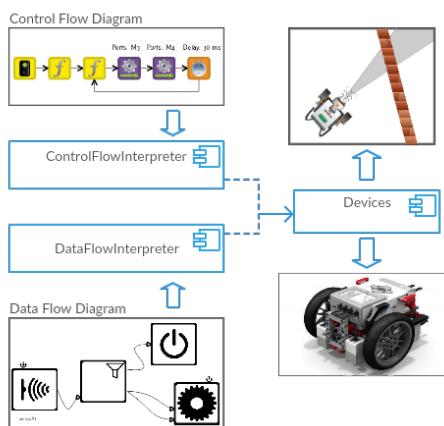 Control Flow Diagram
Ports. M3 Ports. M4 Delay. 30 ms
f f
ControlFlowInterpreter
Devices
DataFlowInterpreter
Data Flow Diagram